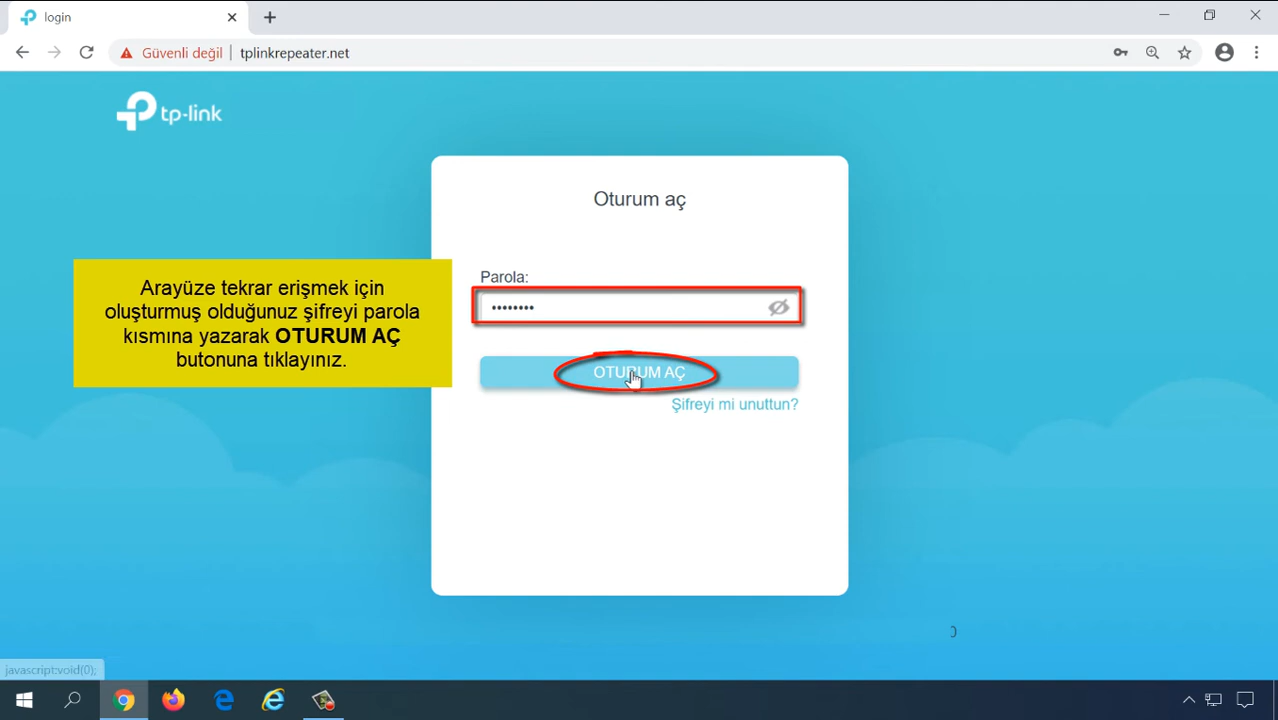 login
Güvenli değil
tplinkrepeater.net
tp-link
Oturum aç
Parola:
••••••••
Arayüze tekrar erişmek için
oluşturmuş olduğunuz şifreyi parola
kısmına yazarak OTURUM AÇ
butonuna tıklayınız.
OTURUM AÇ
Şifreyi mi unuttun?
javascript:void(0);